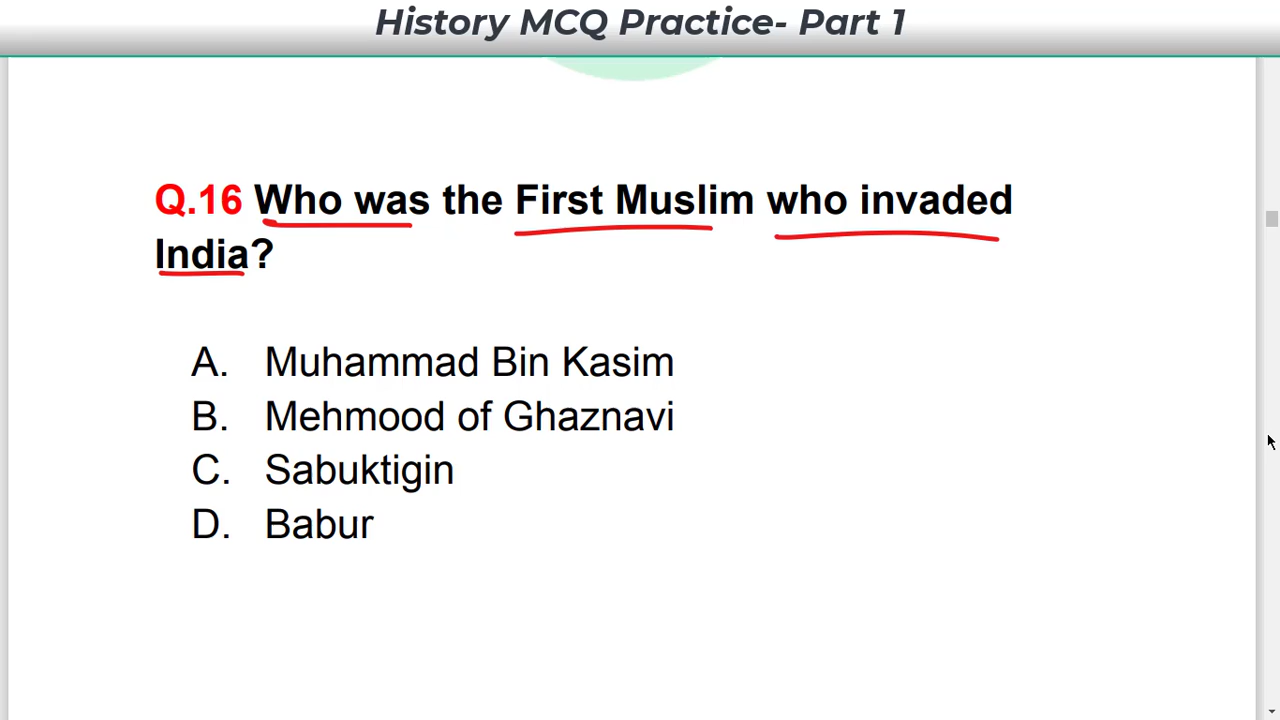 History MCQ Practice- Part 1
Q.16 Who was the First Muslim who invaded
India?
A. Muhammad Bin Kasim
B. Mehmood of Ghaznavi
C. Sabuktigin
D. Babur